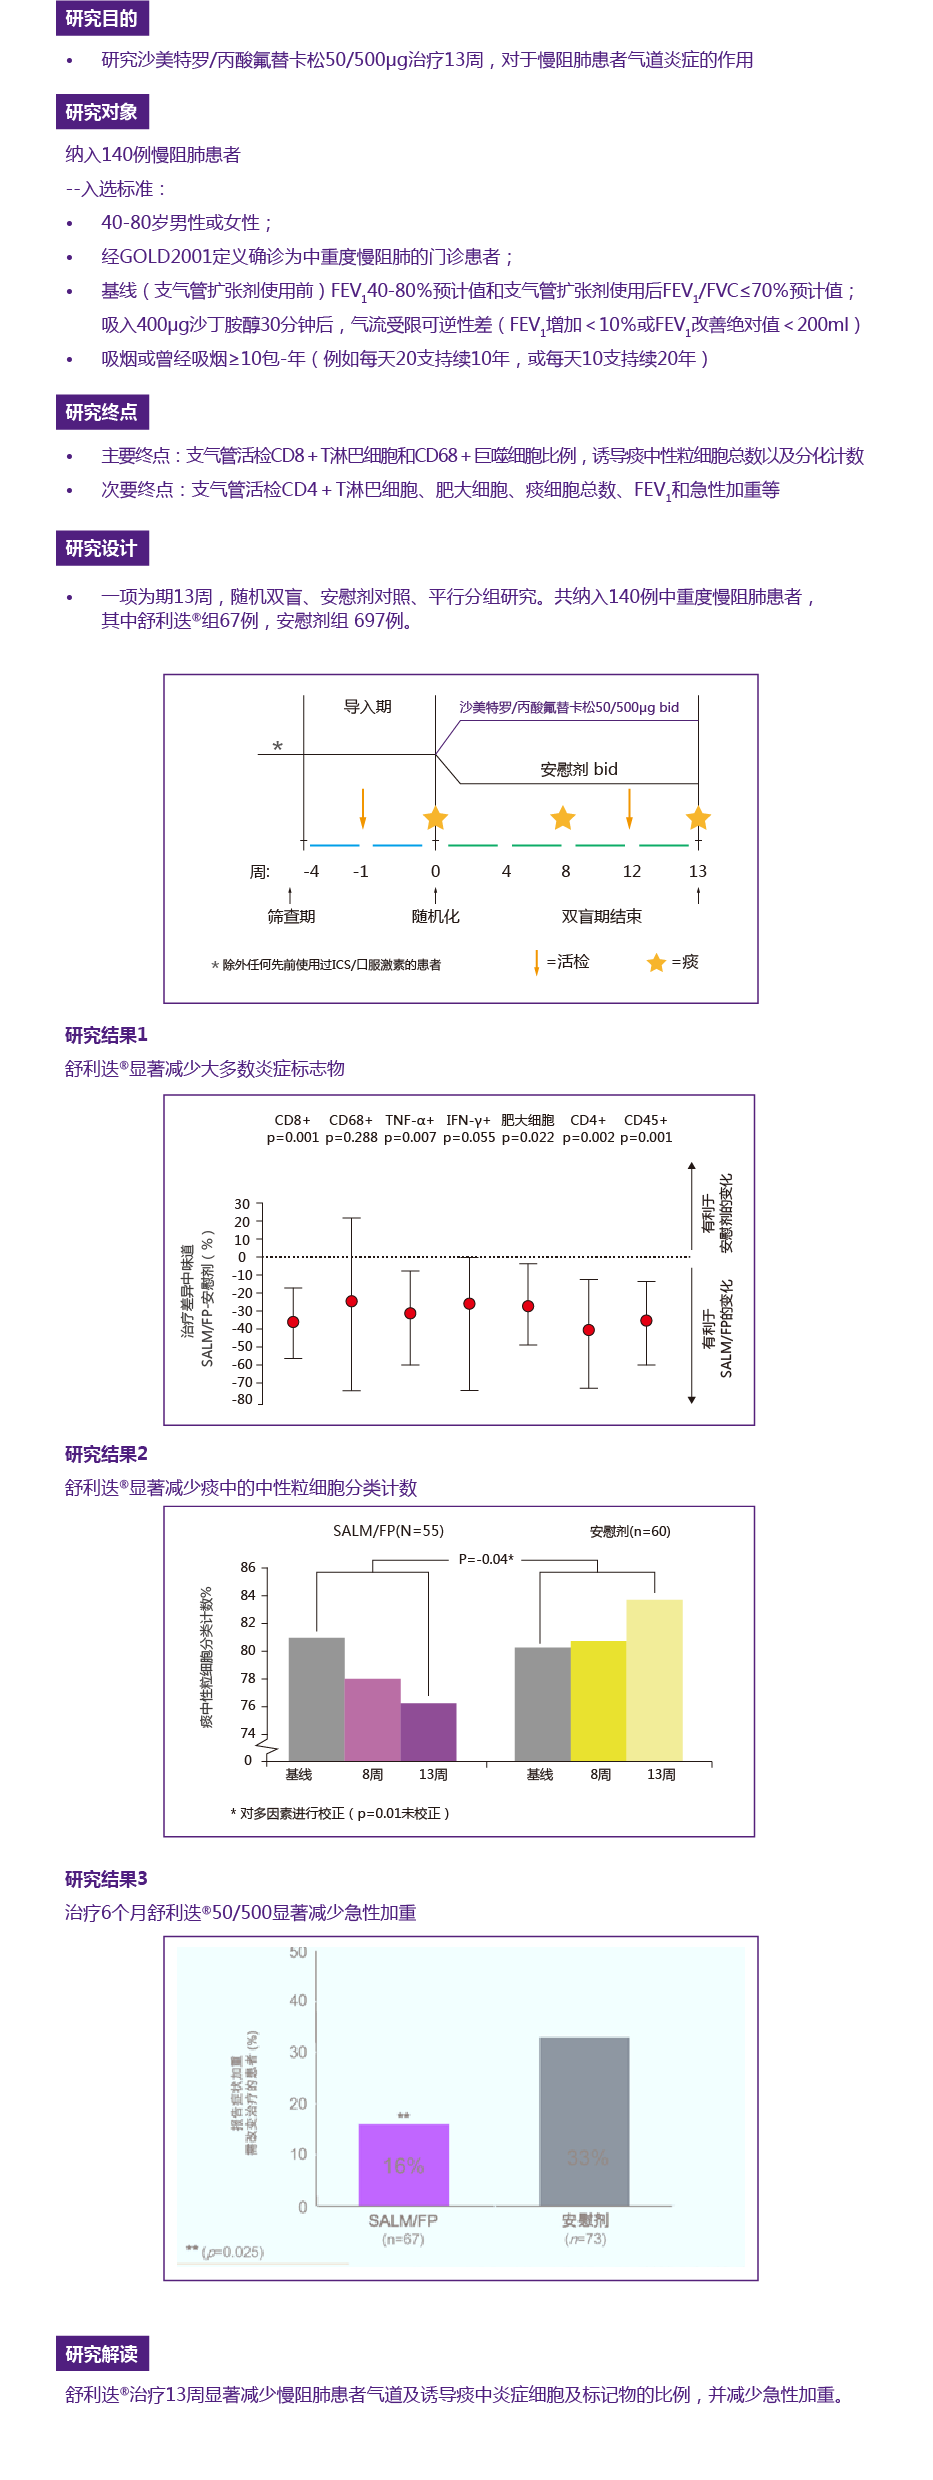 研究目的
• 研究沙美特罗/丙酸氟替卡松50/500μg治疗13周，对于慢阻肺患者气道炎症的作用
研究对象
纳入140例慢阻肺患者
--入选标准：
• 40-80岁男性或女性；
• 经GOLD2001定义确诊为中重度慢阻肺的门诊患者；
• 基线（支气管扩张剂使用前）FEV₁40-80%预计值和支气管扩张剂使用后FEV₁/FVC≤70%预计值；
吸入400μg沙丁胺醇30分钟后，气流受限可逆性差（FEV₁增加＜10%或FEV₁改善绝对值＜200ml）
• 吸烟或曾经吸烟≥10包-年（例如每天20支持续10年，或每天10支持续20年）
研究终点
• 主要终点：支气管活检CD8＋T淋巴细胞和CD68＋巨噬细胞比例，诱导痰中性粒细胞总数以及分化计数
• 次要终点：支气管活检CD4＋T淋巴细胞、肥大细胞、痰细胞总数、FEV₁和急性加重等
研究设计
• 一项为期13周，随机双盲、安慰剂对照、平行分组研究。共纳入140例中重度慢阻肺患者，
其中舒利迭®组67例，安慰剂组 697例。
导入期
沙美特罗/丙酸氟替卡松50/500μg bid
*
安慰剂 bid
周: -4 -1 0 4 8 12 13
筛查期 随机化 双盲期结束
* 除外任何先前使用过ICS/口服激素的患者 =活检 =痰
研究结果1
舒利迭®显著减少大多数炎症标志物
CD8+ CD68+ TNF-α+ IFN-γ+ 肥大细胞 CD4+ CD45+
p=0.001 p=0.288 p=0.007 p=0.055 p=0.022 p=0.002 p=0.001
30
20
10
0
-10
-20
-30
-40
-50
-60
-70
-80
治疗差异中味道
SALM/FP-安慰剂（%）
有利于
安慰剂的变化
有利于
SALM/FP的变化
研究结果2
舒利迭®显著减少痰中的中性粒细胞分类计数
SALM/FP(N=55) 安慰剂(n=60)
P=-0.04*
86
84
82
80
78
76
74
0
痰中性粒细胞分类计数%
基线 8周 13周 基线 8周 13周
* 对多因素进行校正（p=0.01未校正）
研究结果3
治疗6个月舒利迭®50/500显著减少急性加重
50
40
30
20
10
0
报告症状加重
需改变治疗的患者 (%)
**
16%
33%
SALM/FP 安慰剂
(n=67) (n=73)
** (p=0.025)
研究解读
舒利迭®治疗13周显著减少慢阻肺患者气道及诱导痰中炎症细胞及标记物的比例，并减少急性加重。